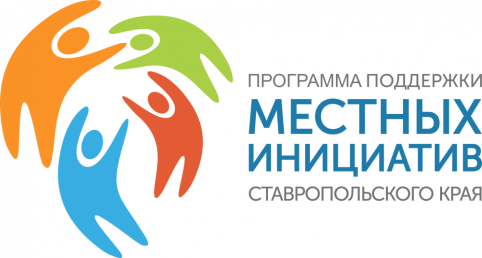 ПРОГРАММА ПОДДЕРЖКИ
МЕСТНЫХ
ИНИЦИАТИВ
СТАВРОПОЛЬСКОГО КРАЯ